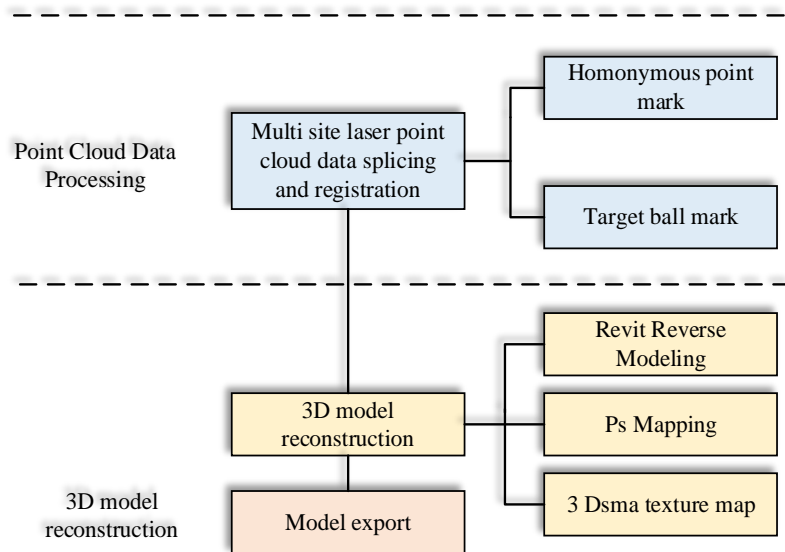 Point Cloud Data
Processing
Multi site laser point
cloud data splicing
and registration
Homonymous point
mark
Target ball mark
3D model
reconstruction
3D model
reconstruction
Revit Reverse
Modeling
Ps Mapping
3 Dsma texture map
Model export